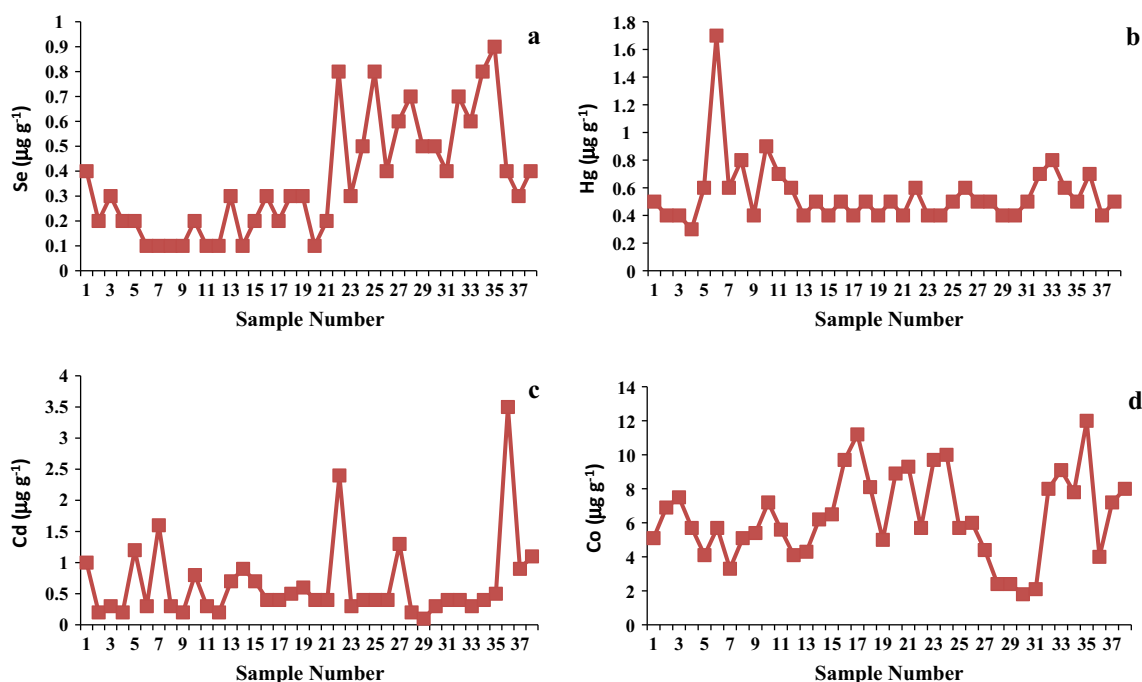 a
Se (µg g⁻¹)
1
0.9
0.8
0.7
0.6
0.5
0.4
0.3
0.2
0.1
0
1 3 5 7 9 11 13 15 17 19 21 23 25 27 29 31 33 35 37
Sample Number
b
Hg (µg g⁻¹)
1.8
1.6
1.4
1.2
1
0.8
0.6
0.4
0.2
0
1 3 5 7 9 11 13 15 17 19 21 23 25 27 29 31 33 35 37
Sample Number
c
Cd (µg g⁻¹)
4
3.5
3
2.5
2
1.5
1
0.5
0
1 3 5 7 9 11 13 15 17 19 21 23 25 27 29 31 33 35 37
Sample Number
d
Co (µg g⁻¹)
14
12
10
8
6
4
2
0
1 3 5 7 9 11 13 15 17 19 21 23 25 27 29 31 33 35 37
Sample Number